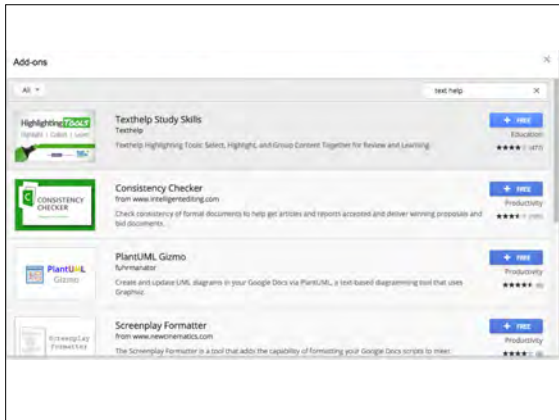 Add-ons
All
text help
Highlighting Tools
Highlight | Collect | Learn
Texthelp Study Skills
Texthelp
Texthelp Highlighting Tools: Select, Highlight, and Group Content Together for Review and Learning.
+ FREE
Education
CONSISTENCY
CHECKER
Consistency Checker
from www.intelligentediting.com
Check consistency of formal documents to help get articles and reports accepted and deliver winning proposals and
bid documents.
+ FREE
Productivity
PlantUML
Gizmo
PlantUML Gizmo
fuhrmanator
Create and update UML diagrams in your Google Docs via PlantUML, a text-based diagramming tool that uses
Graphviz.
+ FREE
Productivity
Screenplay
Formatter
Screenplay Formatter
from www.newcinematics.com
The Screenplay Formatter is a tool that adds the capability of formatting your Google Docs scripts to meet
+ FREE
Productivity